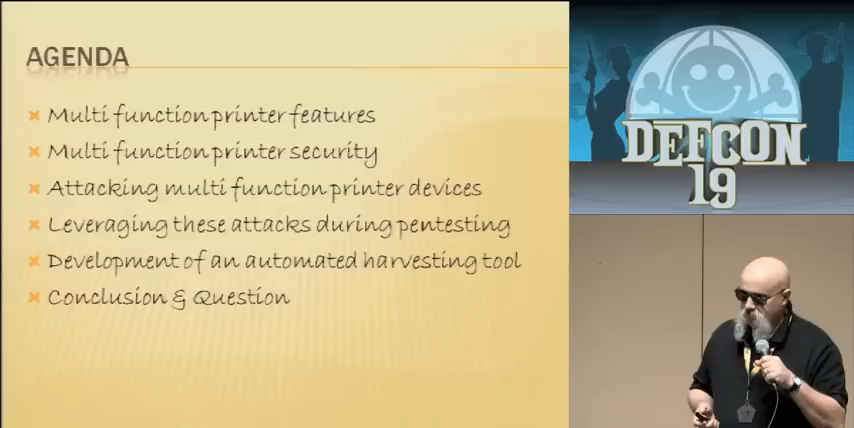 AGENDA
Multi function printer features
Multi function printer security
Attacking multi function printer devices
Leveraging these attacks during pentesting
Development of an automated harvesting tool
Conclusion & Question
DEFCON
19